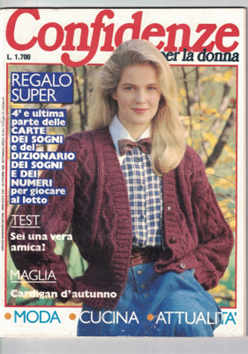 Confidenze
L. 1.700
per la donna
REGALO
SUPER
4ª e ultima
parte delle
CARTE
DEI SOGNI
e del
DIZIONARIO
DEI SOGNI
E DEI
NUMERI
per giocare
al lotto
TEST
Sei una vera
amica?
MAGLIA
Cardigan d'autunno
• MODA • CUCINA • ATTUALITA'